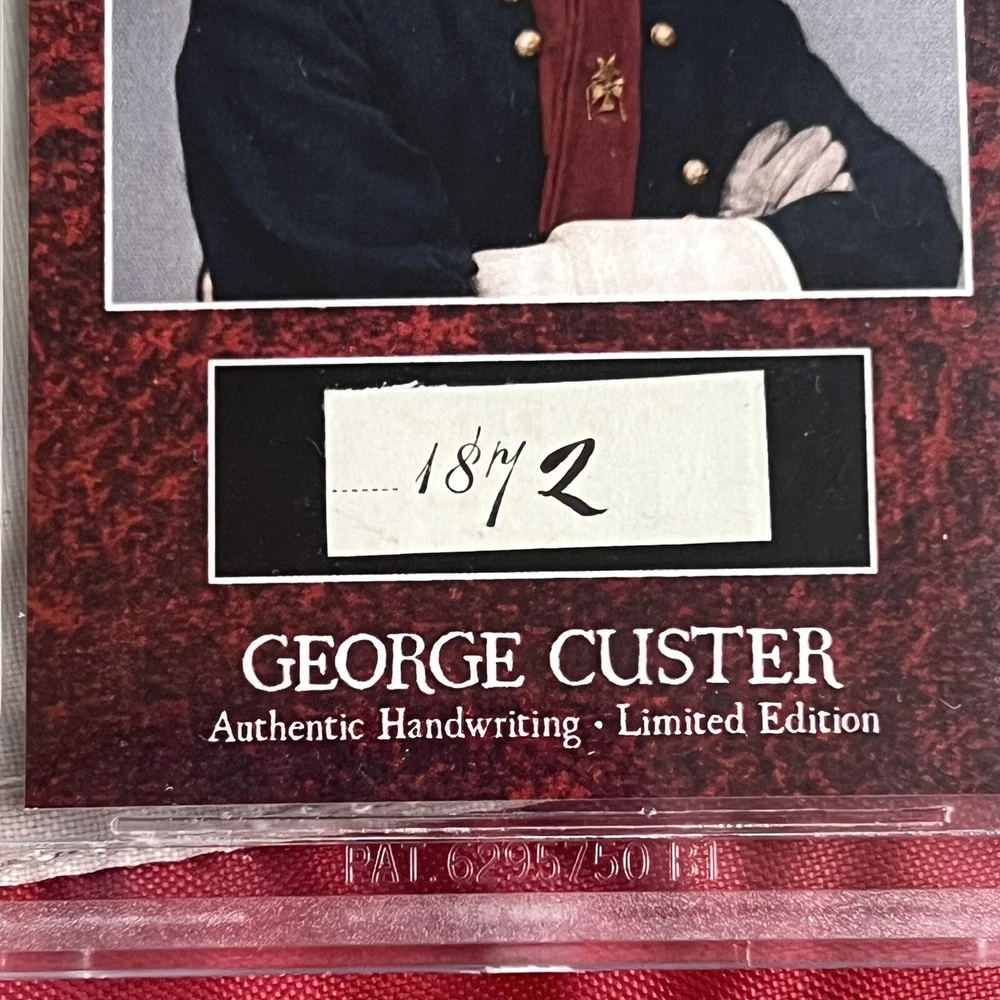 1872
GEORGE CUSTER
Authentic Handwriting • Limited Edition
PAT. 6295750 B1